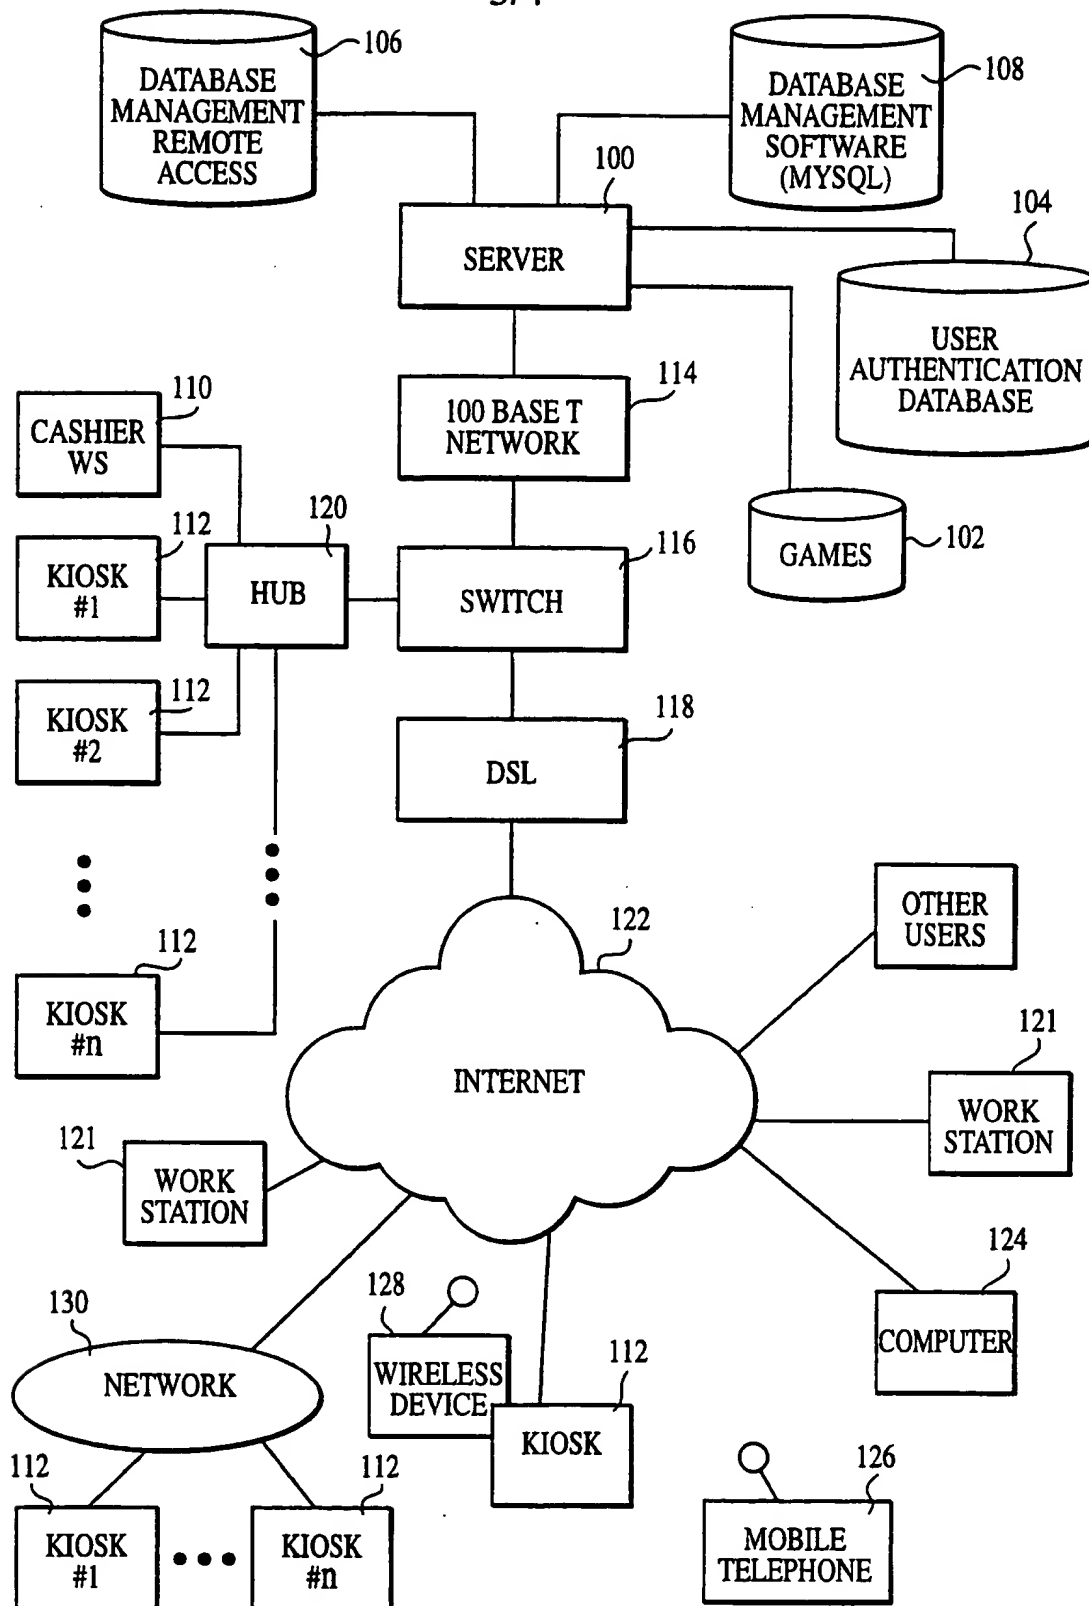 106
DATABASE
MANAGEMENT
REMOTE
ACCESS
108
DATABASE
MANAGEMENT
SOFTWARE
(MYSQL)
100
SERVER
104
USER
AUTHENTICATION
DATABASE
114
100 BASE T
NETWORK
102
GAMES
110
CASHIER
WS
112
KIOSK
#1
120
HUB
116
SWITCH
112
KIOSK
#2
118
DSL
112
KIOSK
#n
122
INTERNET
OTHER
USERS
121
WORK
STATION
121
WORK
STATION
124
COMPUTER
130
NETWORK
128
WIRELESS
DEVICE
112
KIOSK
112
KIOSK
#1
112
KIOSK
#n
126
MOBILE
TELEPHONE